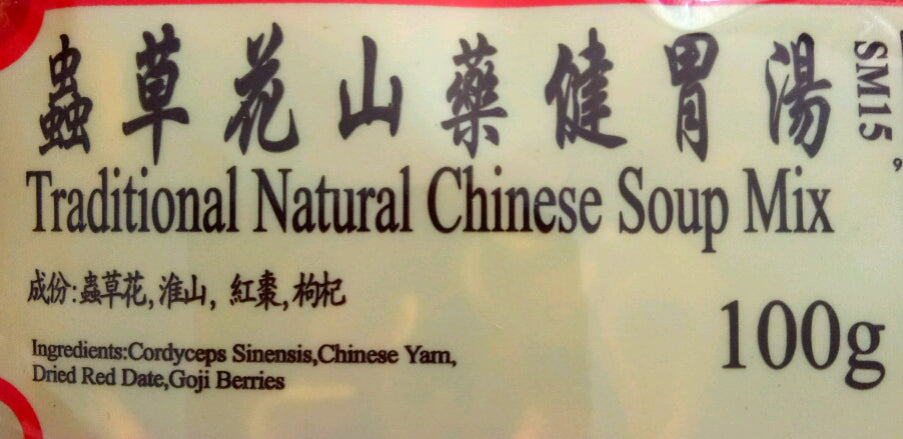 蟲草花山藥健胃湯
SM15
Traditional Natural Chinese Soup Mix
成份:蟲草花,淮山, 紅棗,枸杞
100g
Ingredients:Cordyceps Sinensis,Chinese Yam,
Dried Red Date,Goji Berries